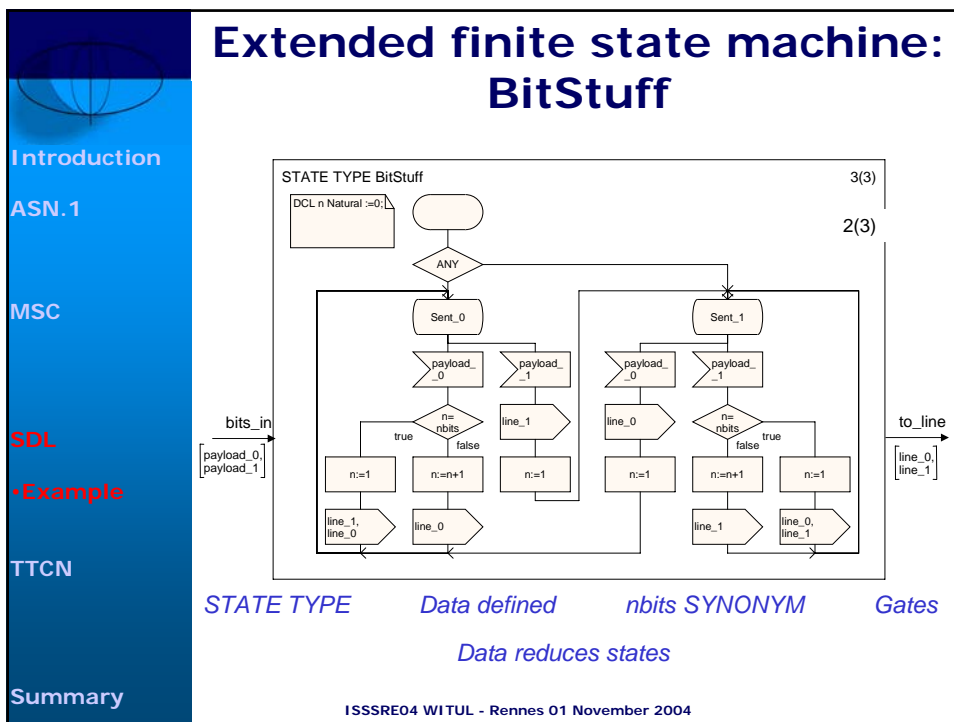 Extended finite state machine:
BitStuff
Introduction
ASN.1
MSC
SDL
•Example
TTCN
Summary
STATE TYPE BitStuff
3(3)
2(3)
DCL n Natural :=0;
ANY
Sent_0
Sent_1
payload_
_0
payload_
_1
payload_
_0
payload_
_1
n=
nbits
line_1
line_0
n=
nbits
true
false
true
false
n:=1
n:=n+1
n:=1
n:=1
n:=n+1
n:=1
line_1,
line_0
line_0
line_1
line_0,
line_1
bits_in
[payload_0,
payload_1]
to_line
[line_0,
line_1]
STATE TYPE Data defined nbits SYNONYM Gates
Data reduces states
ISSSRE04 WITUL - Rennes 01 November 2004